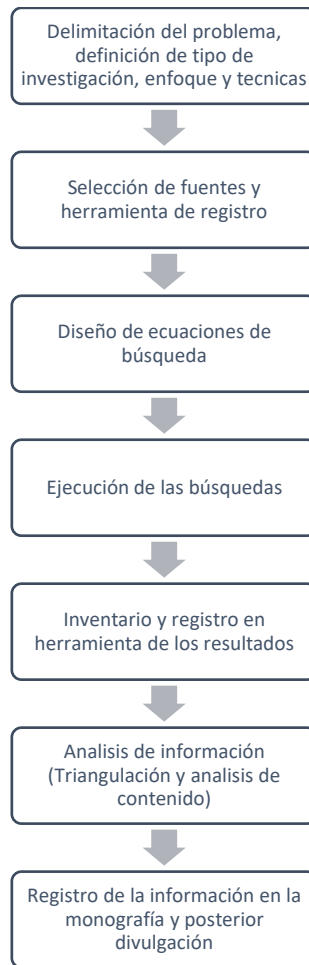 Delimitación del problema,
definición de tipo de
investigación, enfoque y tecnicas
Selección de fuentes y
herramienta de registro
Diseño de ecuaciones de
búsqueda
Ejecución de las búsquedas
Inventario y registro en
herramienta de los resultados
Analisis de información
(Triangulación y analisis de
contenido)
Registro de la información en la
monografía y posterior
divulgación